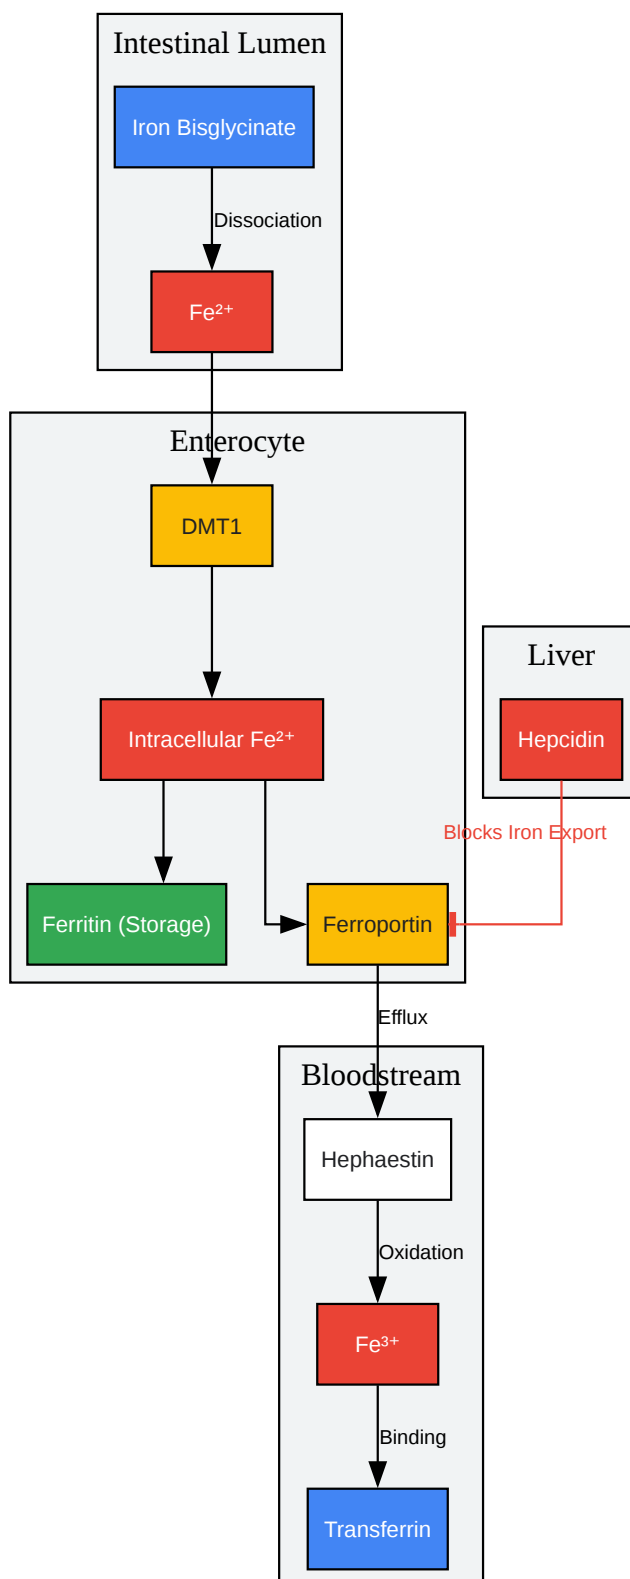 Intestinal Lumen
Iron Bisglycinate
Dissociation
Fe²⁺
Enterocyte
DMT1
Liver
Intracellular Fe²⁺
Hepcidin
Blocks Iron Export
Ferritin (Storage)
Ferroportin
Efflux
Bloodstream
Hephaestin
Oxidation
Fe³⁺
Binding
Transferrin